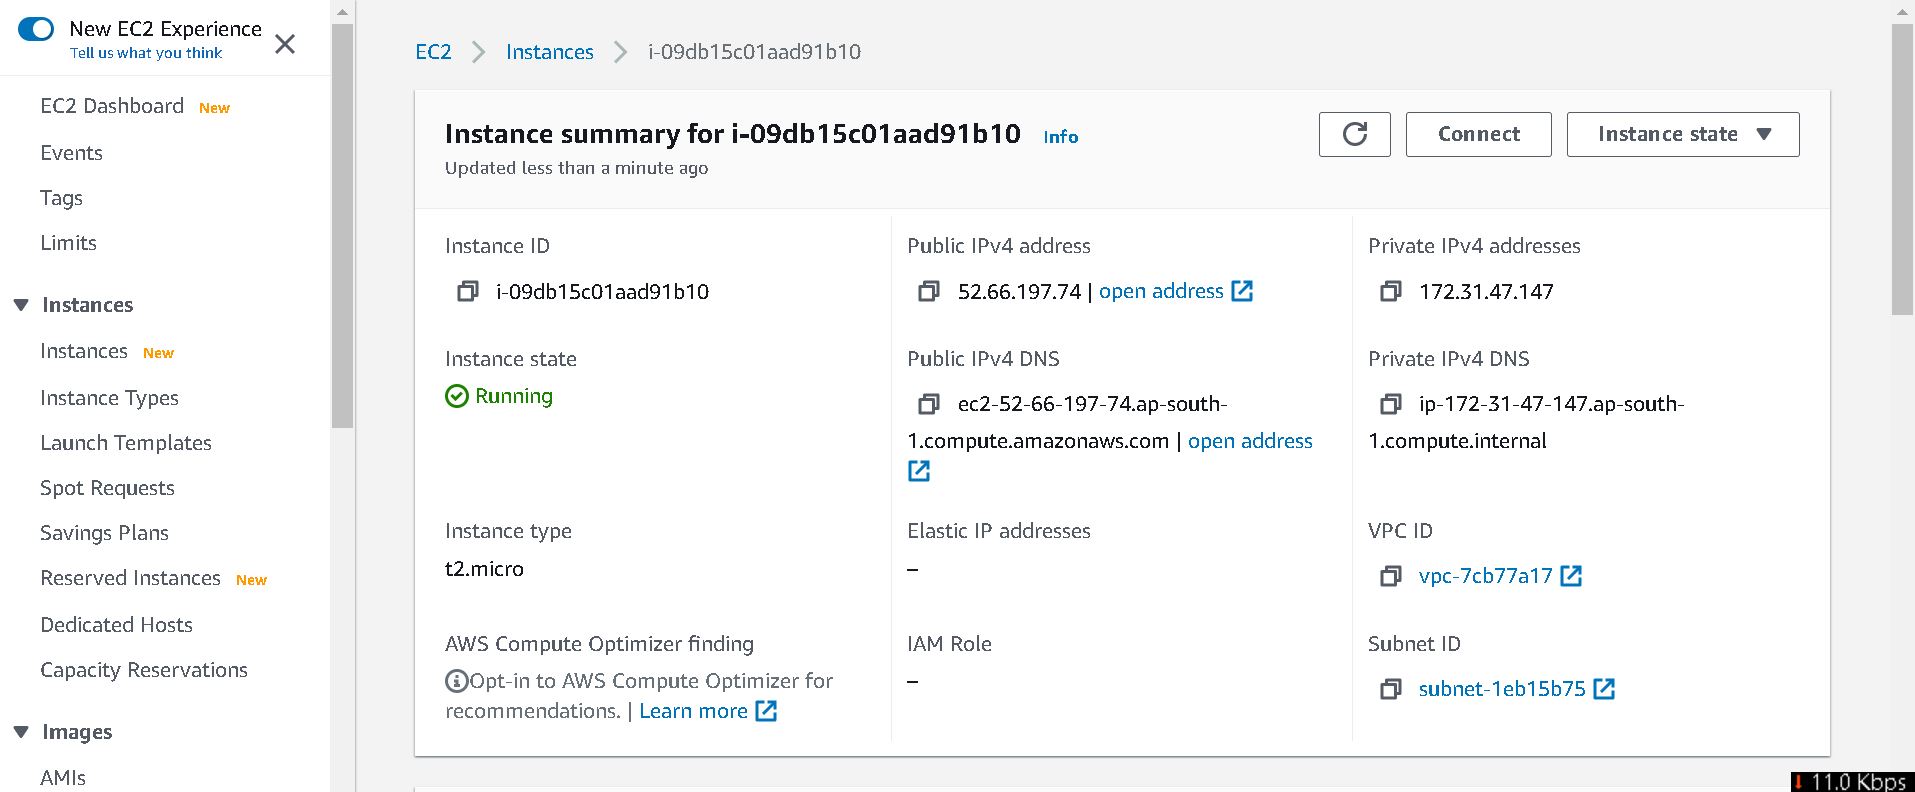 New EC2 Experience
Tell us what you think
EC2 Dashboard New
Events
Tags
Limits
Instances
Instances New
Instance Types
Launch Templates
Spot Requests
Savings Plans
Reserved Instances New
Dedicated Hosts
Capacity Reservations
Images
AMIs
EC2 > Instances > i-09db15c01aad91b10
Instance summary for i-09db15c01aad91b10 Info
Updated less than a minute ago
Connect
Instance state
Instance ID
i-09db15c01aad91b10
Public IPv4 address
52.66.197.74 | open address
Private IPv4 addresses
172.31.47.147
Instance state
Running
Public IPv4 DNS
ec2-52-66-197-74.ap-south-
1.compute.amazonaws.com | open address
Private IPv4 DNS
ip-172-31-47-147.ap-south-
1.compute.internal
Instance type
t2.micro
Elastic IP addresses
–
VPC ID
vpc-7cb77a17
AWS Compute Optimizer finding
Opt-in to AWS Compute Optimizer for
recommendations. | Learn more
IAM Role
–
Subnet ID
subnet-1eb15b75
11.0 Kbps